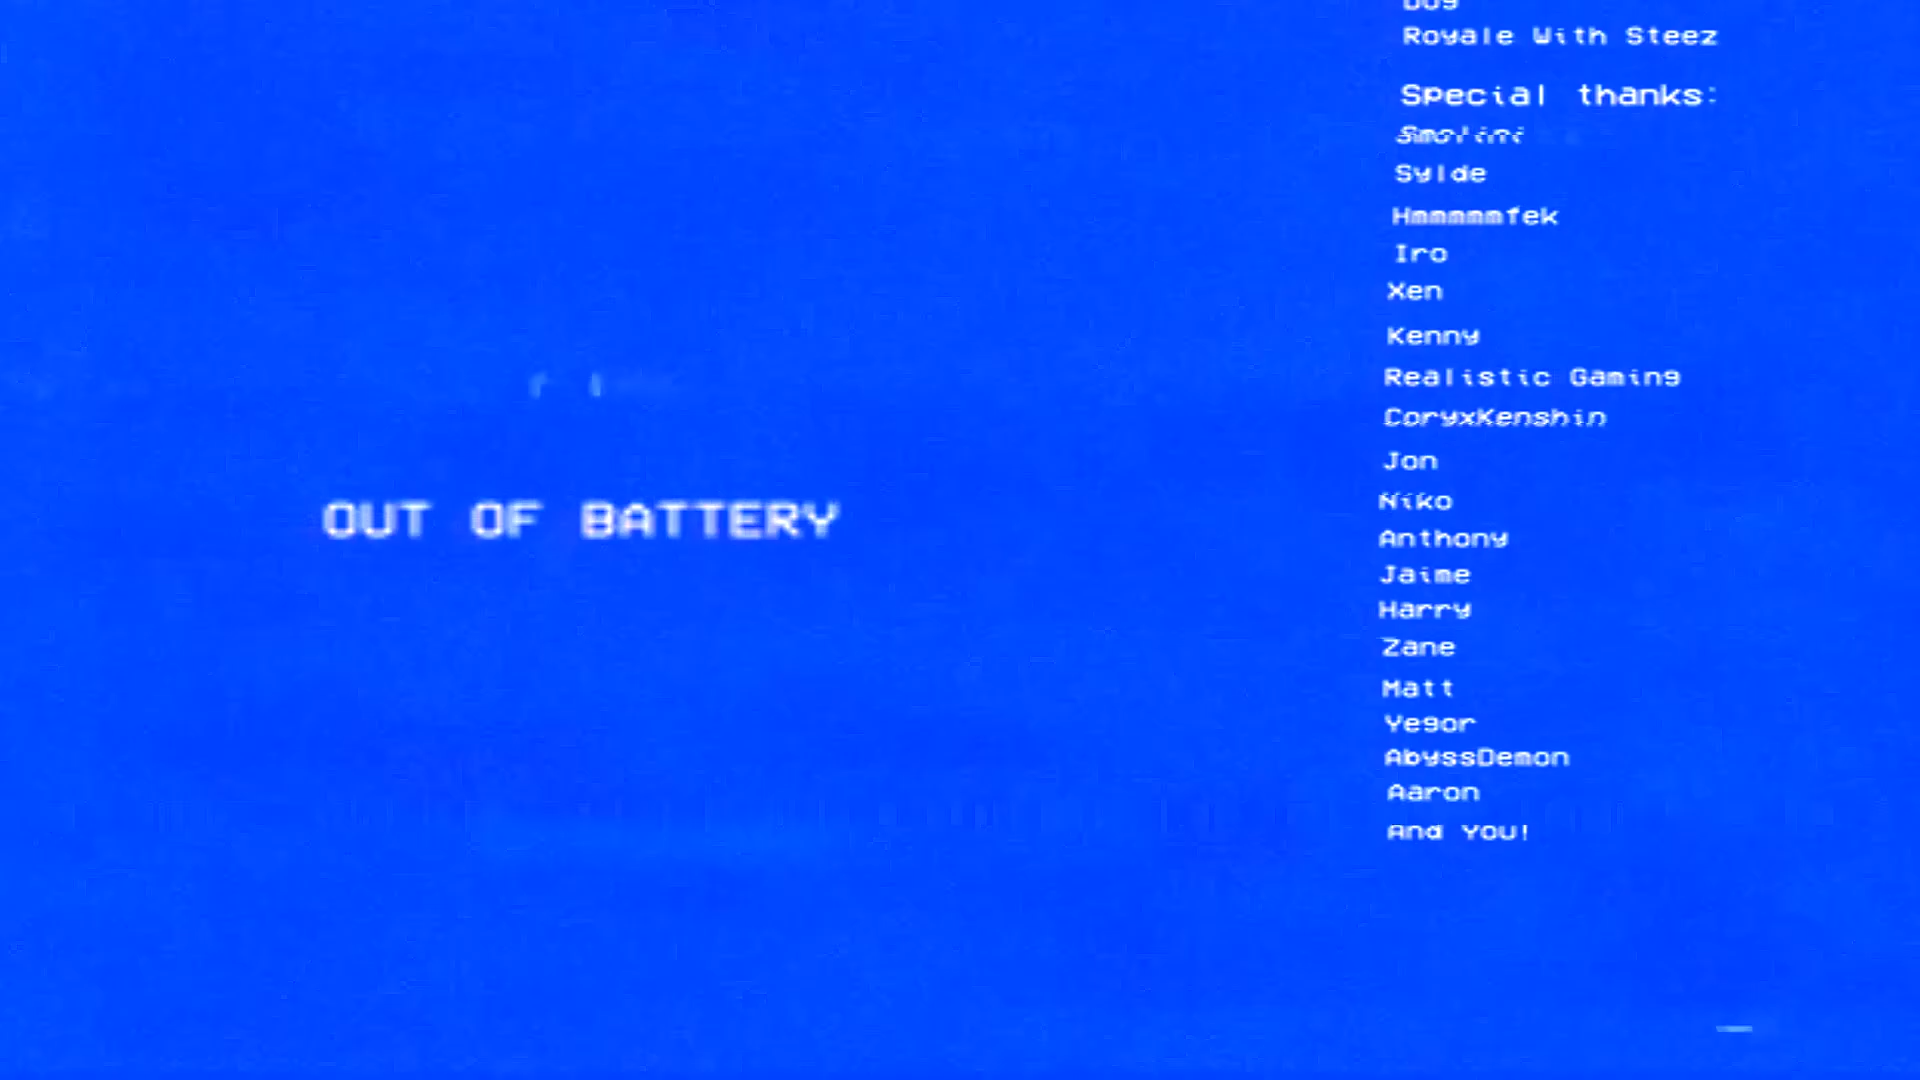 OUT OF BATTERY
Royale With Steez
Special thanks:
Smolini
Sylde
Hmmmmmfek
Iro
Xen
Kenny
Realistic Gaming
CoryxKenshin
Jon
Niko
Anthony
Jaime
Harry
Zane
Matt
Yegor
AbyssDemon
Aaron
And YOU!